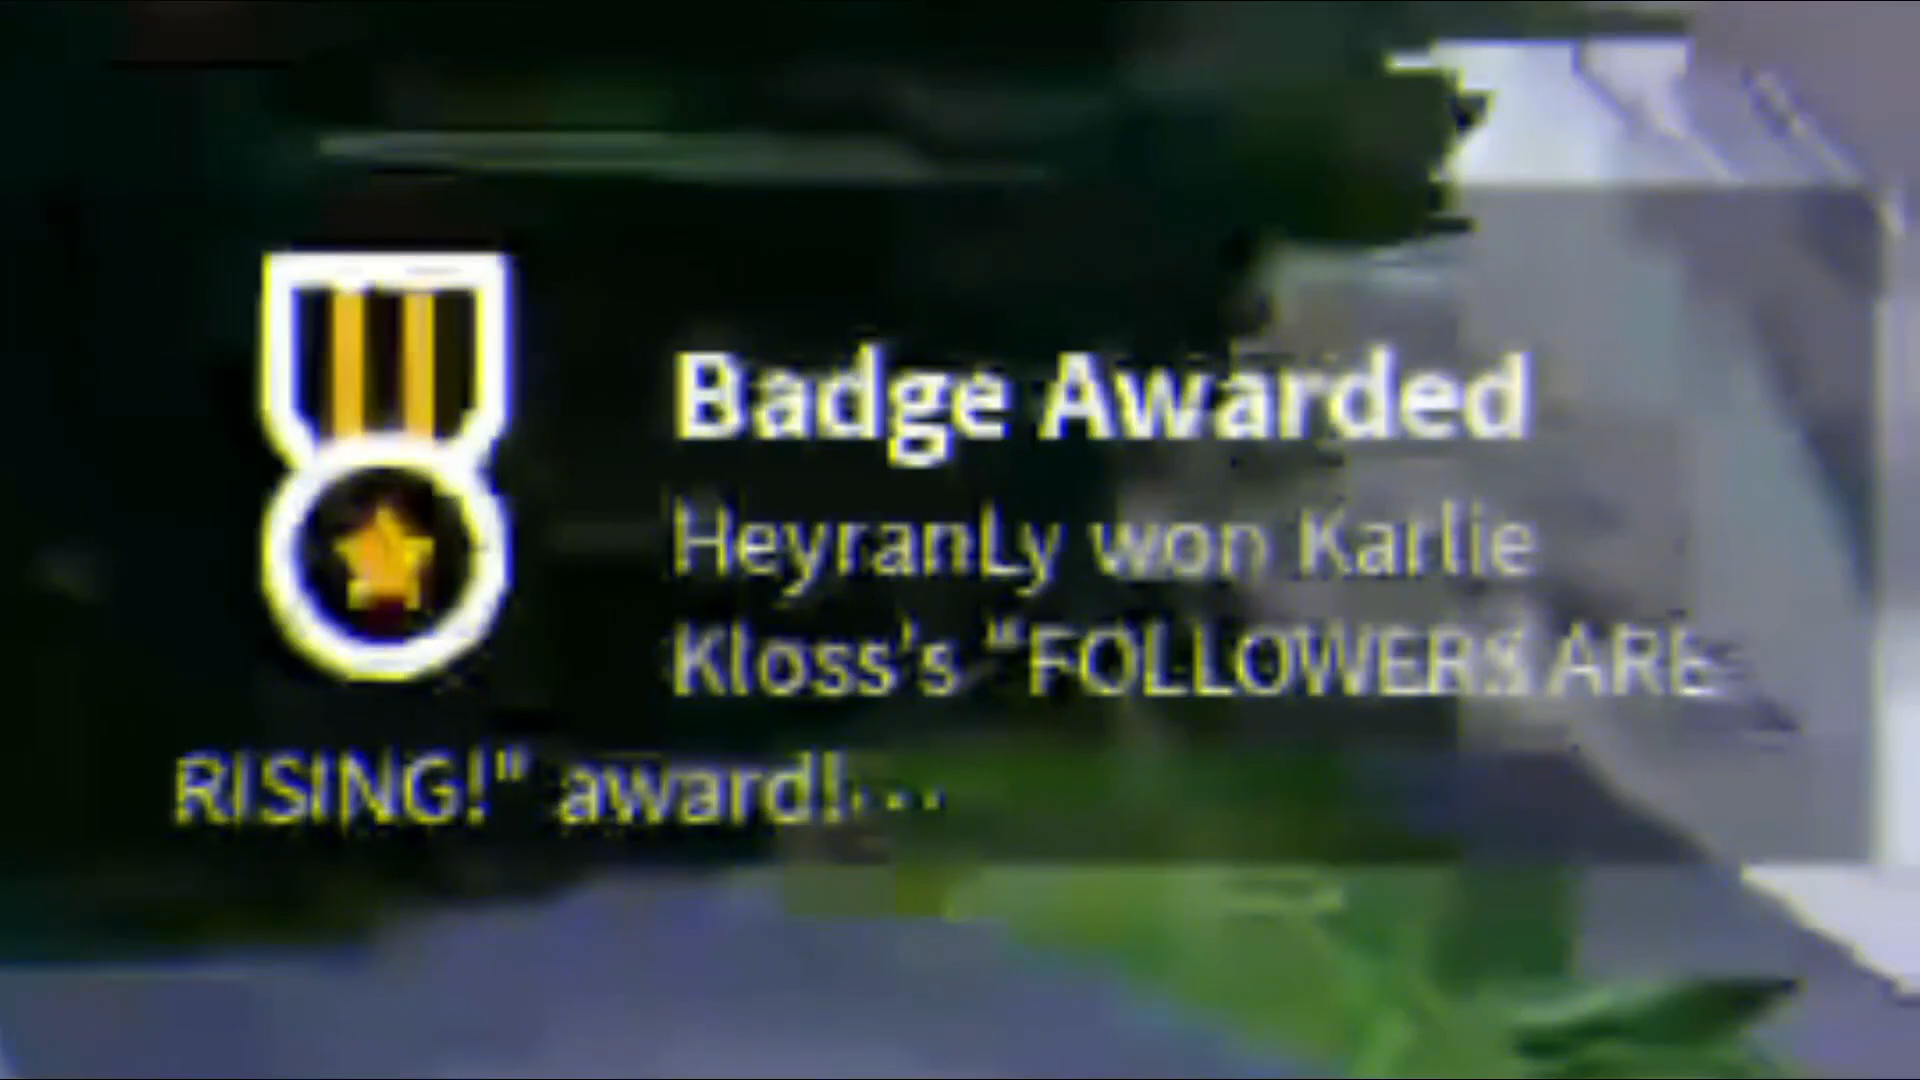 Badge Awarded
HeyranLy won Karlie
Kloss's "FOLLOWERS ARE
RISING!" award!...